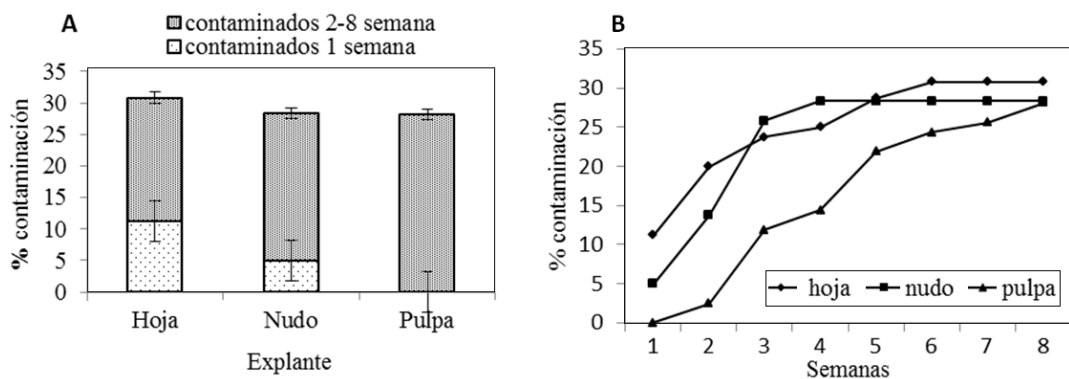 A
contaminados 2-8 semana
contaminados 1 semana
35
30
25
20
15
10
5
0
% contaminación
Hoja Nudo Pulpa
Explante
B
35
30
25
20
15
10
5
0
% contaminación
hoja nudo pulpa
1 2 3 4 5 6 7 8
Semanas